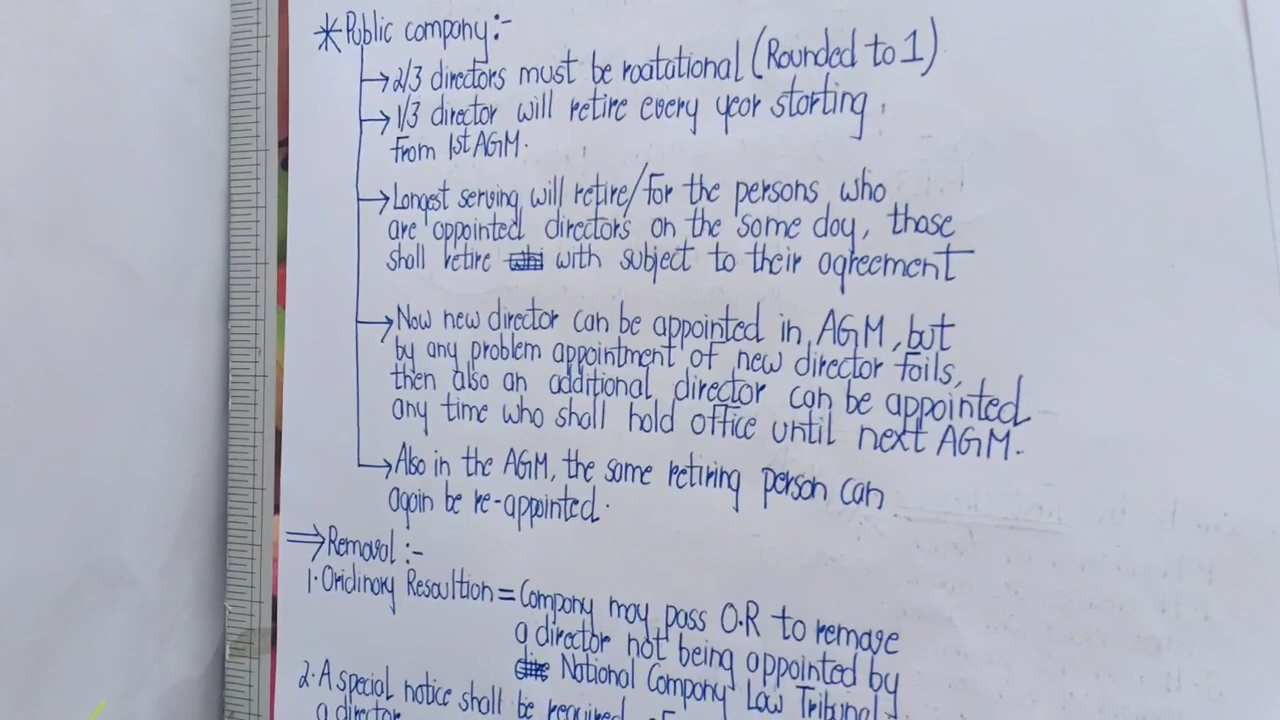 *Public company:-
→2/3 directors must be roatational (Rounded to 1)
→1/3 director will retire every year starting
from 1st AGM.
→Longest serving will retire/for the persons who
are appointed directors on the same day, those
shall retire with subject to their agreement
→Now new director can be appointed in AGM, but
by any problem appointment of new director fails,
then also an additional director can be appointed
any time who shall hold office until next AGM.
→Also in the AGM, the same retiring person can
again be re-appointed.
⇒Removal :-
1. Oridinary Resoultion = Company may pass O.R to remove
a director not being appointed by
National Company Law Tribunal
2. A special notice shall be required
a director